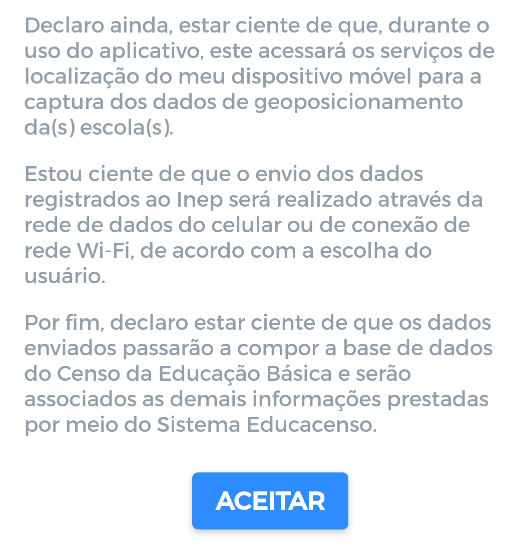 Declaro ainda, estar ciente de que, durante o
uso do aplicativo, este acessará os serviços de
localização do meu dispositivo móvel para a
captura dos dados de geoposicionamento
da(s) escola(s).
Estou ciente de que o envio dos dados
registrados ao Inep será realizado através da
rede de dados do celular ou de conexão de
rede Wi-Fi, de acordo com a escolha do
usuário.
Por fim, declaro estar ciente de que os dados
enviados passarão a compor a base de dados
do Censo da Educação Básica e serão
associados as demais informações prestadas
por meio do Sistema Educacenso.
ACEITAR